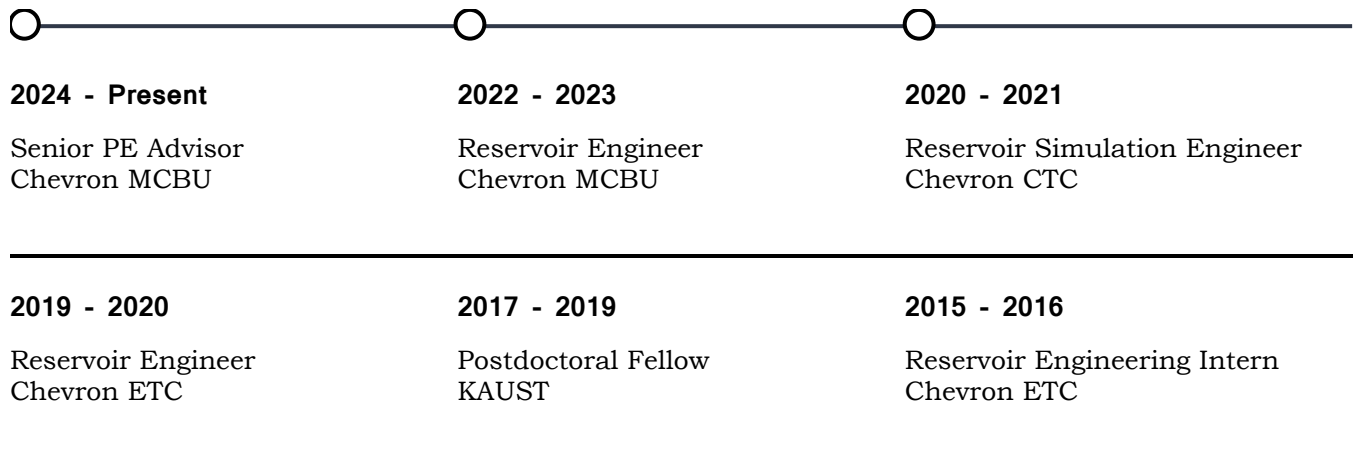 2024 - Present
Senior PE Advisor
Chevron MCBU
2022 - 2023
Reservoir Engineer
Chevron MCBU
2020 - 2021
Reservoir Simulation Engineer
Chevron CTC
2019 - 2020
Reservoir Engineer
Chevron ETC
2017 - 2019
Postdoctoral Fellow
KAUST
2015 - 2016
Reservoir Engineering Intern
Chevron ETC